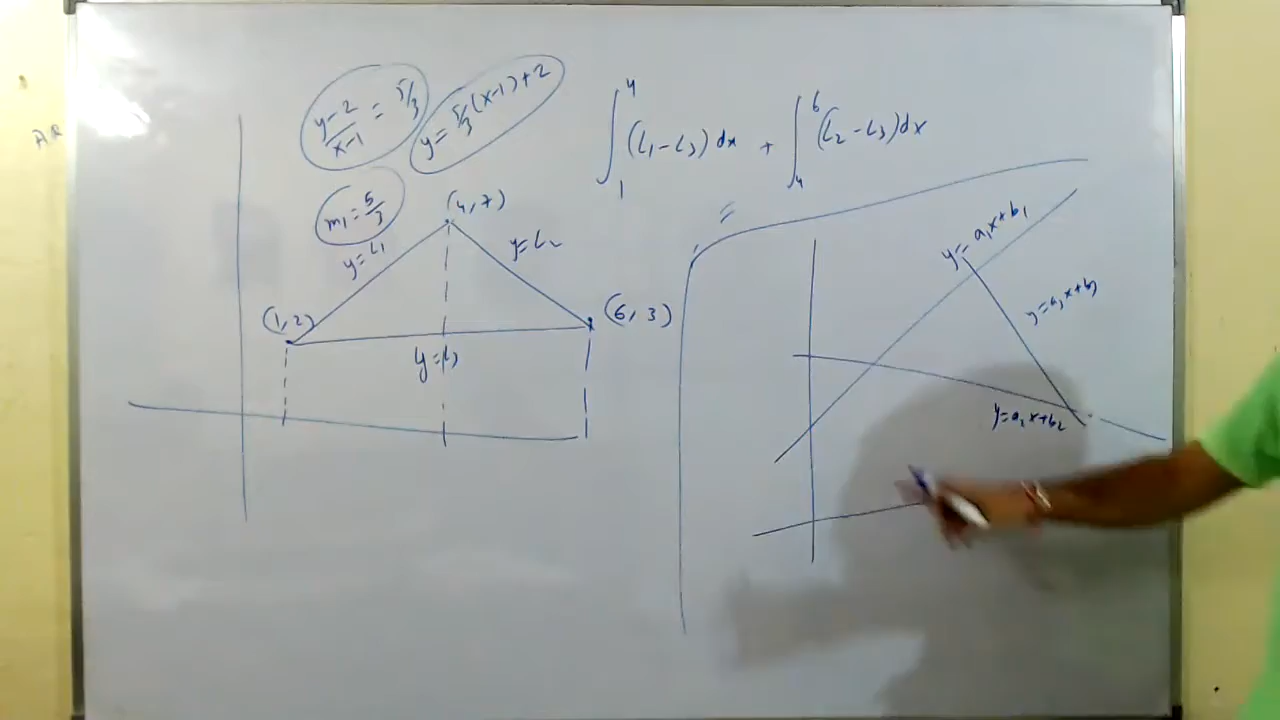 (y-2)/(x-1) = 5/3
y = 5/3 (x-1) + 2
∫₁⁴ (L₁-L₃) dx + ∫₄⁶ (L₂-L₃) dx
=
m₁ = 5/3
(4,7)
y=L₁
y=L₂
(1,2)
(6,3)
y=L₃
y=a₁x+b₁
y=a₃x+b₃
y=a₂x+b₂